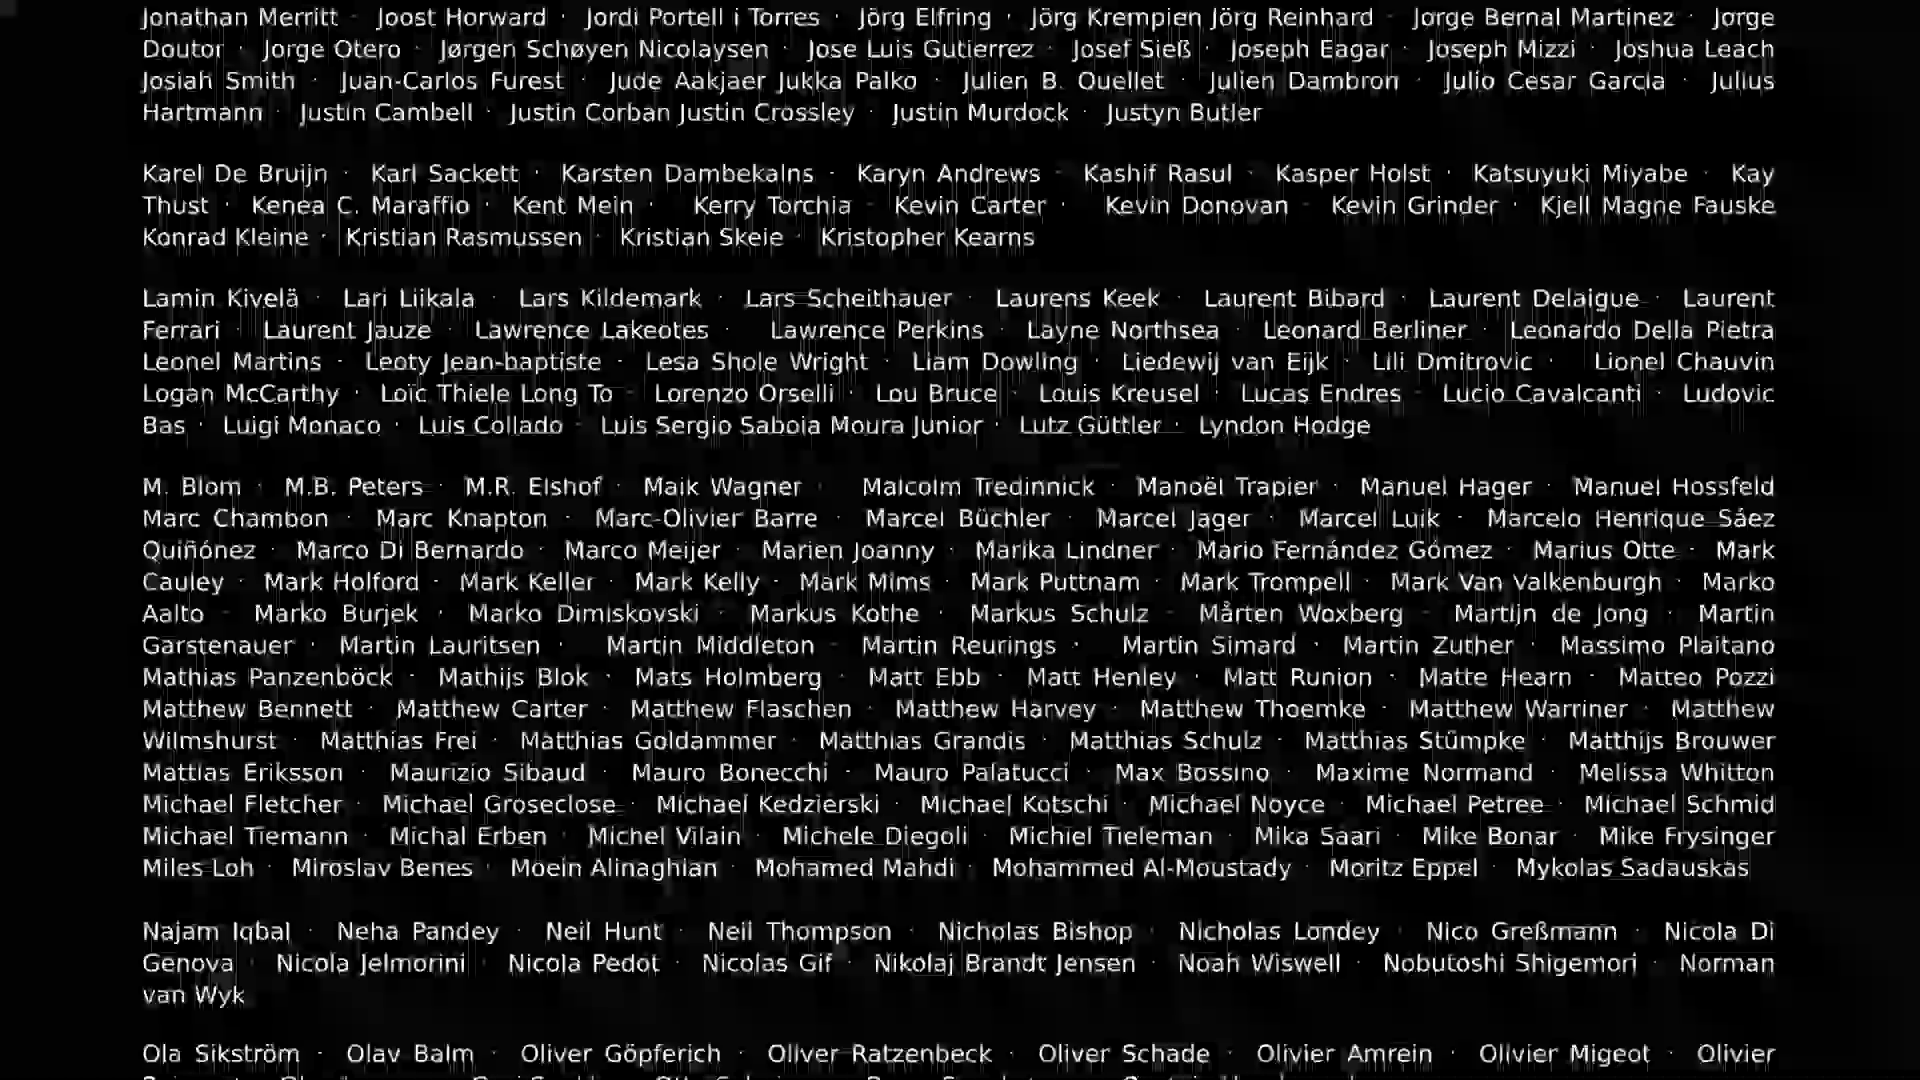 Jonathan Merritt · Joost Horward · Jordi Portell i Torres · Jörg Elfring · Jörg Krempien Jörg Reinhard · Jorge Bernal Martinez · Jorge
Doutor · Jorge Otero · Jørgen Schøyen Nicolaysen · Jose Luis Gutierrez · Josef Sieß · Joseph Eagar · Joseph Mizzi · Joshua Leach
Josiah Smith · Juan-Carlos Furest · Jude Aakjaer Jukka Palko · Julien B. Ouellet · Julien Dambron · Julio Cesar Garcia · Julius
Hartmann · Justin Cambell · Justin Corban Justin Crossley · Justin Murdock · Justyn Butler
Karel De Bruijn · Karl Sackett · Karsten Dambekalns · Karyn Andrews · Kashif Rasul · Kasper Holst · Katsuyuki Miyabe · Kay
Thust · Kenea C. Maraffio · Kent Mein · Kerry Torchia · Kevin Carter · Kevin Donovan · Kevin Grinder · Kjell Magne Fauske
Konrad Kleine · Kristian Rasmussen · Kristian Skeie · Kristopher Kearns
Lamin Kivelä · Lari Liikala · Lars Kildemark · Lars Scheithauer · Laurens Keek · Laurent Bibard · Laurent Delaigue · Laurent
Ferrari · Laurent Jauze · Lawrence Lakeotes · Lawrence Perkins · Layne Northsea · Leonard Berliner · Leonardo Della Pietra
Leonel Martins · Leoty Jean-baptiste · Lesa Shole Wright · Liam Dowling · Liedewij van Eijk · Lili Dmitrovic · Lionel Chauvin
Logan McCarthy · Loïc Thiele Long To · Lorenzo Orselli · Lou Bruce · Louis Kreusel · Lucas Endres · Lucio Cavalcanti · Ludovic
Bas · Luigi Monaco · Luis Collado · Luis Sergio Saboia Moura Junior · Lutz Güttler · Lyndon Hodge
M. Blom · M.B. Peters · M.R. Elshof · Maik Wagner · Malcolm Tredinnick · Manoël Trapier · Manuel Hager · Manuel Hossfeld
Marc Chambon · Marc Knapton · Marc-Olivier Barre · Marcel Büchler · Marcel Jager · Marcel Luik · Marcelo Henrique Sáez
Quiñónez · Marco Di Bernardo · Marco Meijer · Marien Joanny · Marika Lindner · Mario Fernández Gómez · Marius Otte · Mark
Cauley · Mark Holford · Mark Keller · Mark Kelly · Mark Mims · Mark Puttnam · Mark Trompell · Mark Van Valkenburgh · Marko
Aalto · Marko Burjek · Marko Dimiskovski · Markus Kothe · Markus Schulz · Mårten Woxberg · Martijn de Jong · Martin
Garstenauer · Martin Lauritsen · Martin Middleton · Martin Reurings · Martin Simard · Martin Zuther · Massimo Plaitano
Mathias Panzenböck · Mathijs Blok · Mats Holmberg · Matt Ebb · Matt Henley · Matt Runion · Matte Hearn · Matteo Pozzi
Matthew Bennett · Matthew Carter · Matthew Flaschen · Matthew Harvey · Matthew Thoemke · Matthew Warriner · Matthew
Wilmshurst · Matthias Frei · Matthias Goldammer · Matthias Grandis · Matthias Schulz · Matthias Stümpke · Matthijs Brouwer
Mattias Eriksson · Maurizio Sibaud · Mauro Bonecchi · Mauro Palatucci · Max Bossino · Maxime Normand · Melissa Whitton
Michael Fletcher · Michael Groseclose · Michael Kedzierski · Michael Kotschi · Michael Noyce · Michael Petree · Michael Schmid
Michael Tiemann · Michal Erben · Michel Vilain · Michele Diegoli · Michiel Tieleman · Mika Saari · Mike Bonar · Mike Frysinger
Miles Loh · Miroslav Benes · Moein Alinaghian · Mohamed Mahdi · Mohammed Al-Moustady · Moritz Eppel · Mykolas Sadauskas
Najam Iqbal · Neha Pandey · Neil Hunt · Neil Thompson · Nicholas Bishop · Nicholas Londey · Nico Greßmann · Nicola Di
Genova · Nicola Jelmorini · Nicola Pedot · Nicolas Gif · Nikolaj Brandt Jensen · Noah Wiswell · Nobutoshi Shigemori · Norman
van Wyk
Ola Sikström · Olav Balm · Oliver Göpferich · Oliver Ratzenbeck · Oliver Schade · Olivier Amrein · Olivier Migeot · Olivier